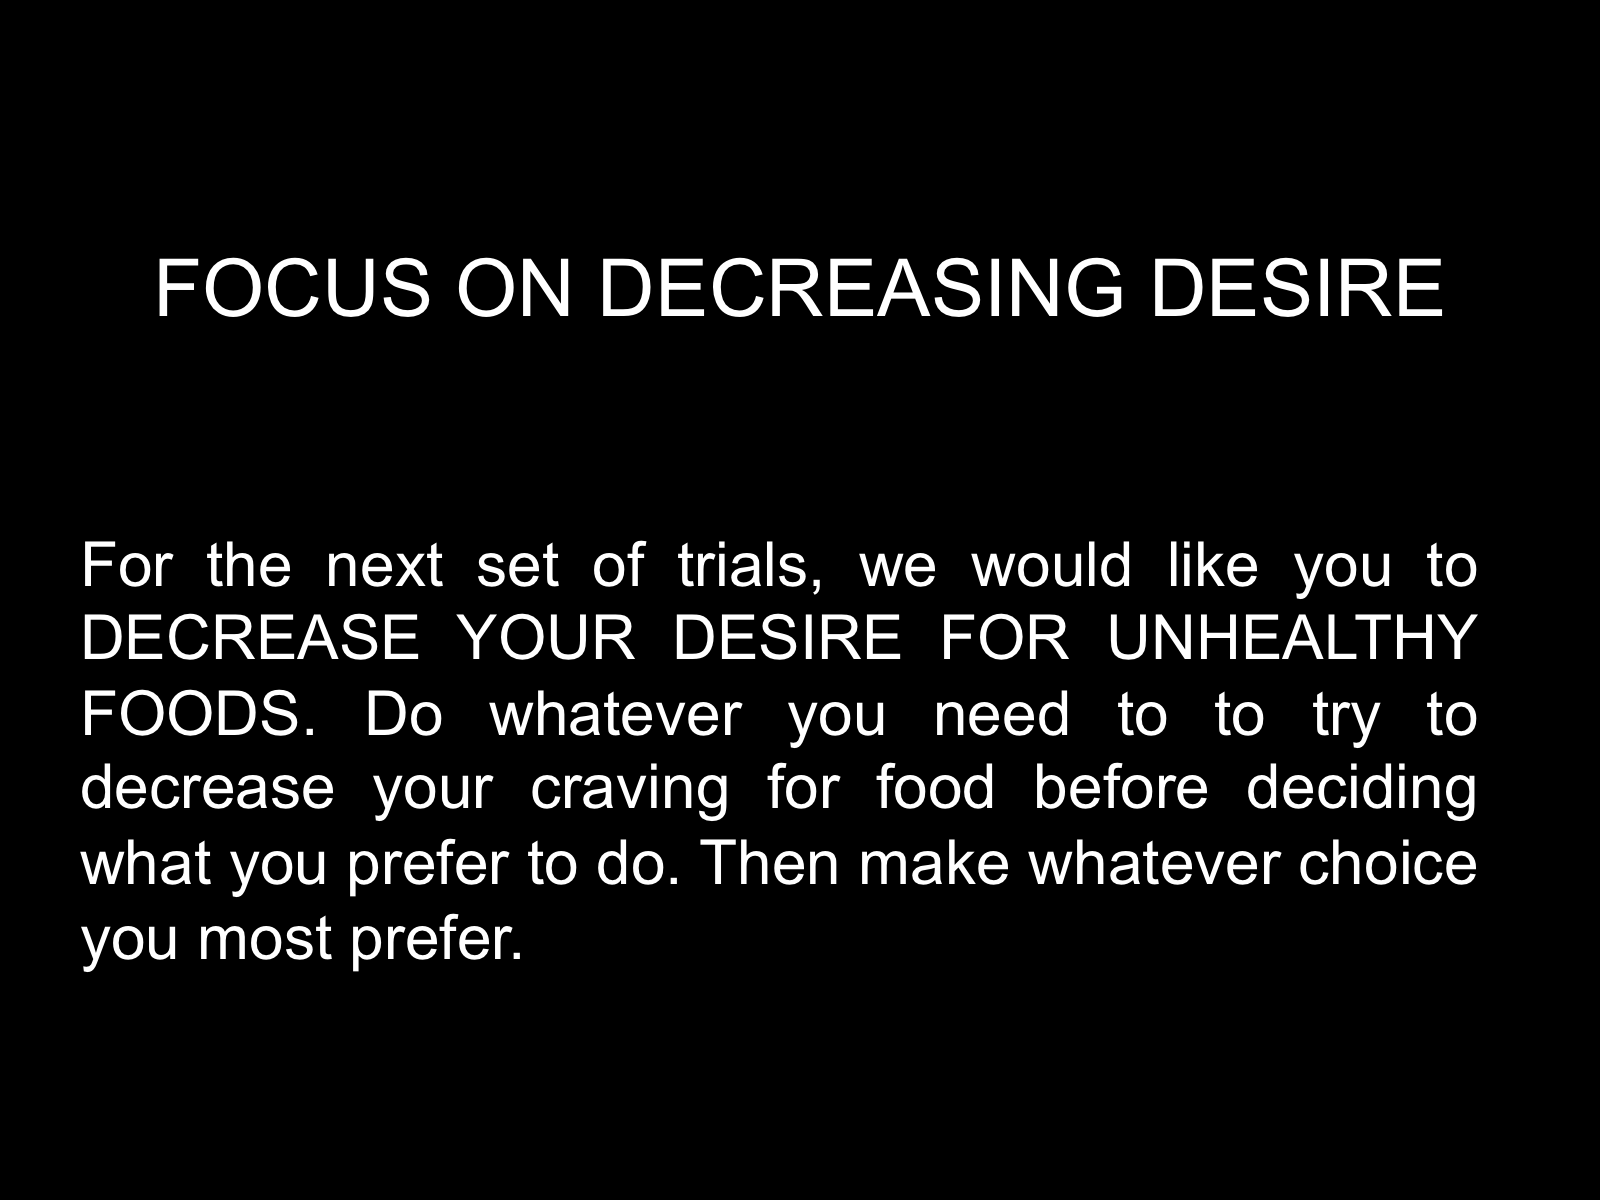 FOCUS ON DECREASING DESIRE
For the next set of trials, we would like you to
DECREASE YOUR DESIRE FOR UNHEALTHY
FOODS. Do whatever you need to to try to
decrease your craving for food before deciding
what you prefer to do. Then make whatever choice
you most prefer.